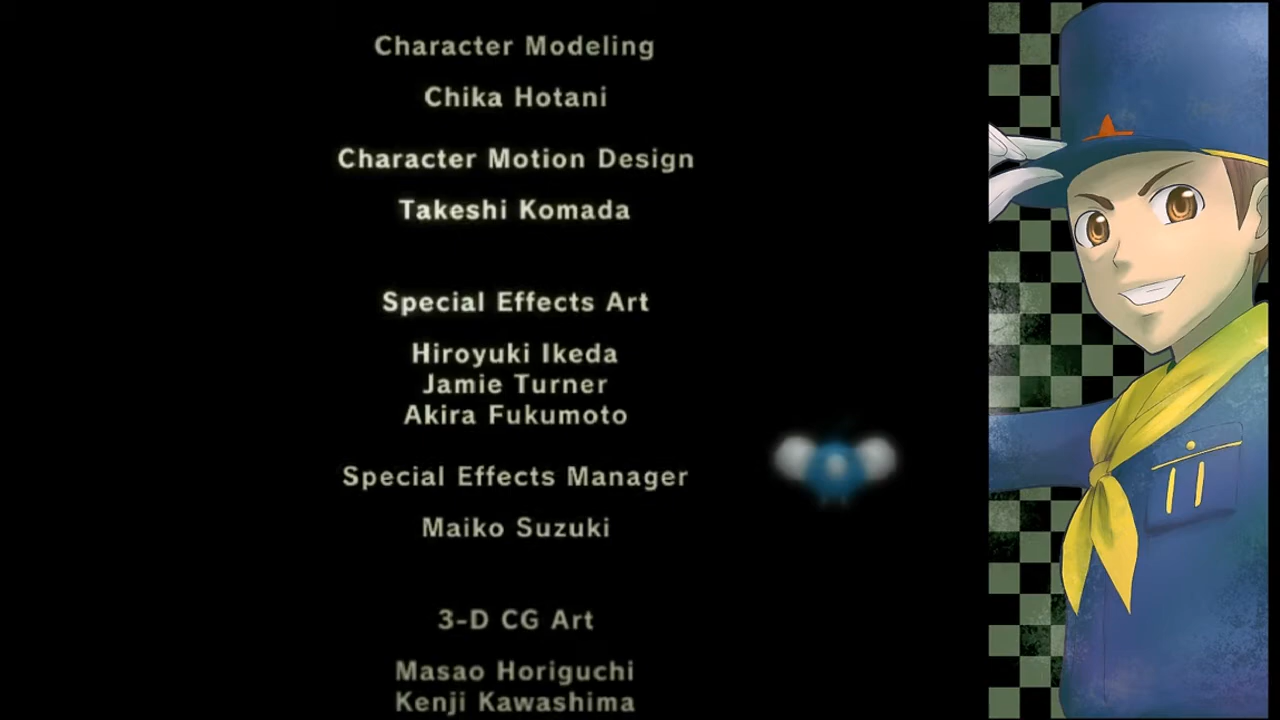 Character Modeling
Chika Hotani
Character Motion Design
Takeshi Komada
Special Effects Art
Hiroyuki Ikeda
Jamie Turner
Akira Fukumoto
Special Effects Manager
Maiko Suzuki
3-D CG Art
Masao Horiguchi
Kenji Kawashima